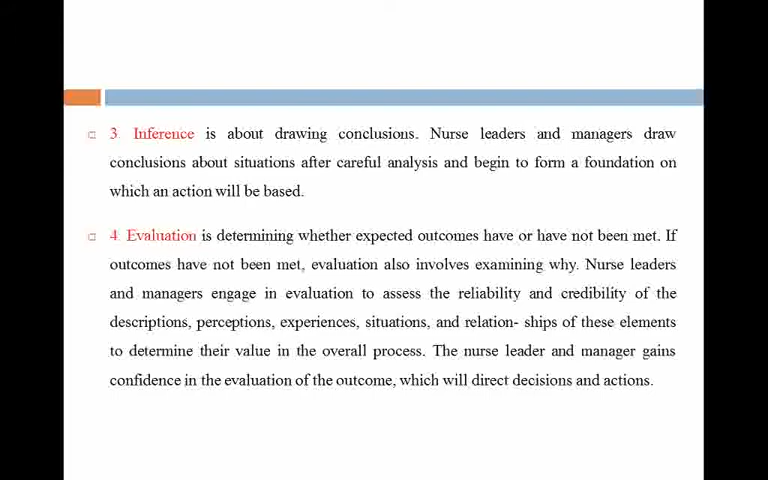 3. Inference is about drawing conclusions. Nurse leaders and managers draw
conclusions about situations after careful analysis and begin to form a foundation on
which an action will be based.
4. Evaluation is determining whether expected outcomes have or have not been met. If
outcomes have not been met, evaluation also involves examining why. Nurse leaders
and managers engage in evaluation to assess the reliability and credibility of the
descriptions, perceptions, experiences, situations, and relation- ships of these elements
to determine their value in the overall process. The nurse leader and manager gains
confidence in the evaluation of the outcome, which will direct decisions and actions.